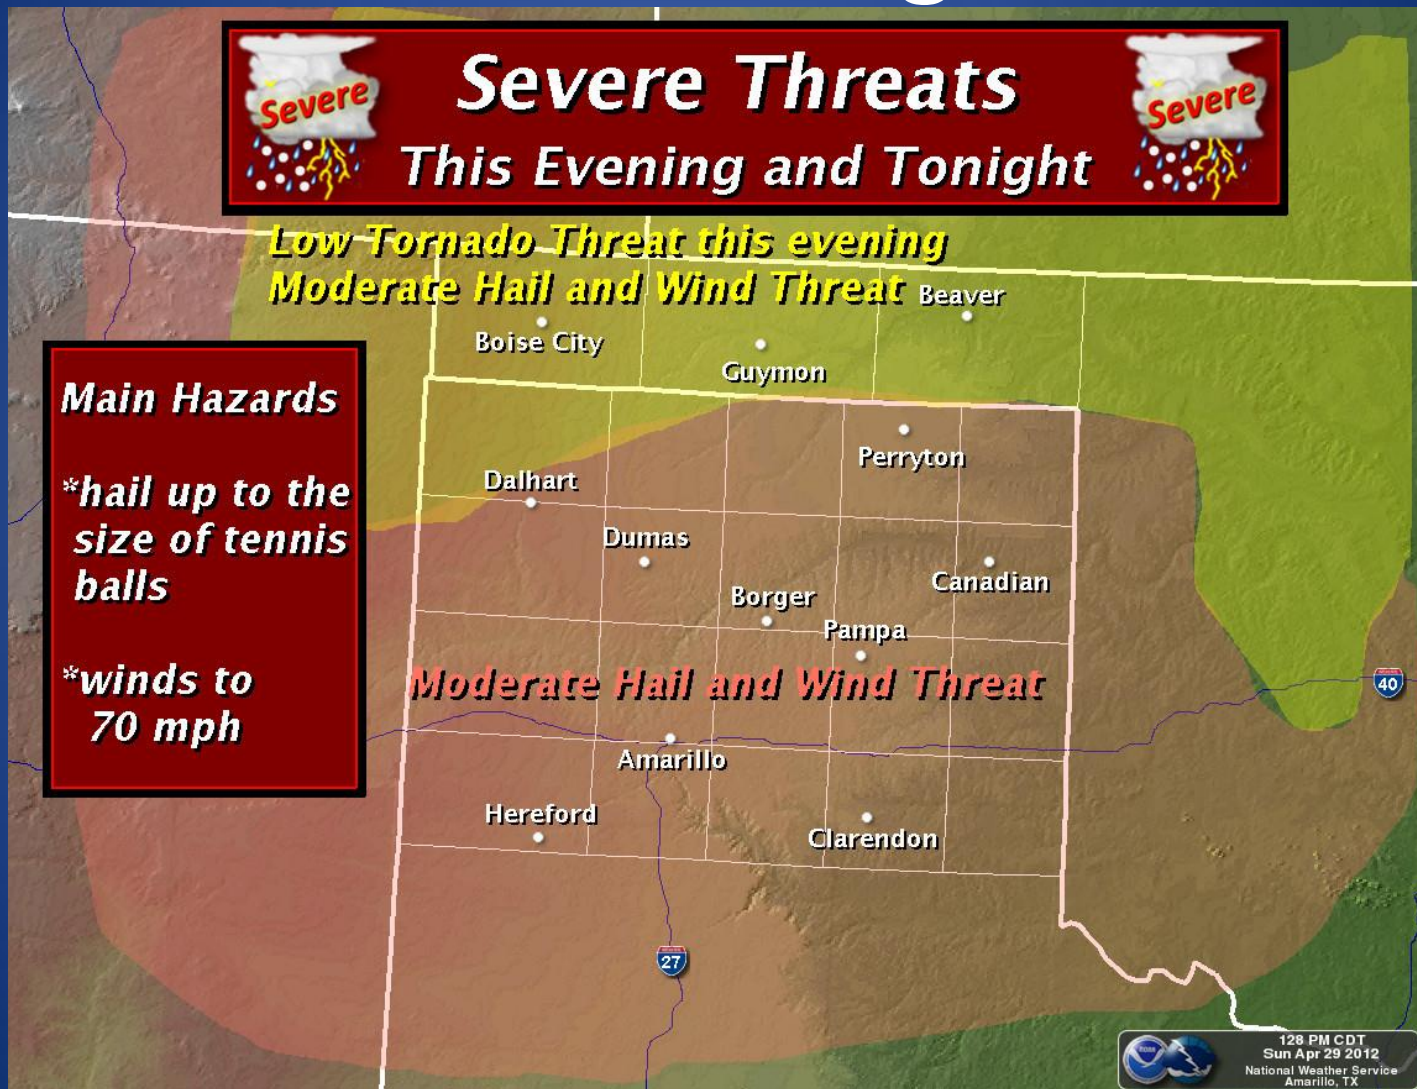 Severe
Severe Threats
Severe
This Evening and Tonight
Low Tornado Threat this evening
Moderate Hail and Wind Threat
Beaver
Boise City
Guymon
Main Hazards
*hail up to the
size of tennis
balls
*winds to
70 mph
Perryton
Dalhart
Dumas
Canadian
Borger
Pampa
Moderate Hail and Wind Threat
40
Amarillo
Hereford
Clarendon
27
128 PM CDT
Sun Apr 29 2012
National Weather Service
Amarillo, TX